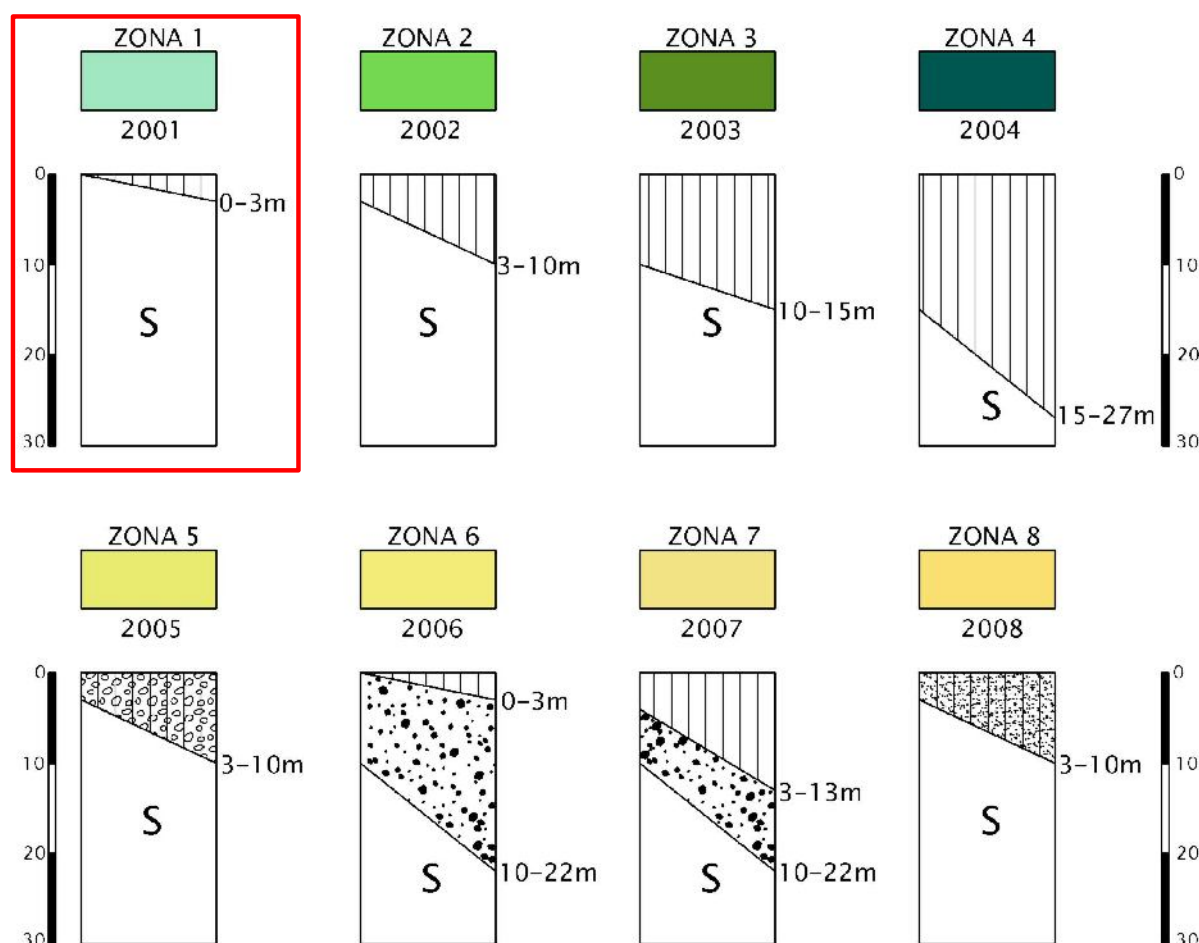 ZONA 1 ZONA 2 ZONA 3 ZONA 4
2001 2002 2003 2004
0 0
0-3m
3-10m
10 10
10-15m
S S S
20 20
S
15-27m
30 30
ZONA 5 ZONA 6 ZONA 7 ZONA 8
2005 2006 2007 2008
0 0
0-3m
10 3-10m 3-10m 10
3-13m
S S
20 20
S 10-22m S 10-22m
30 30